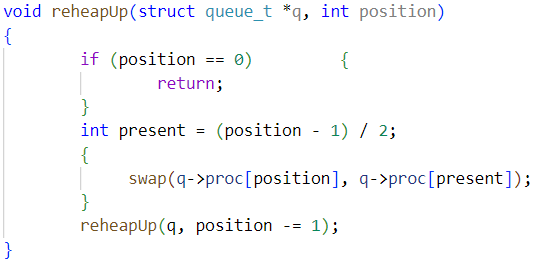 void reheapUp(struct queue_t *q, int position)
{
if (position == 0) {
return;
}
int present = (position - 1) / 2;
{
swap(q->proc[position], q->proc[present]);
}
reheapUp(q, position -= 1);
}